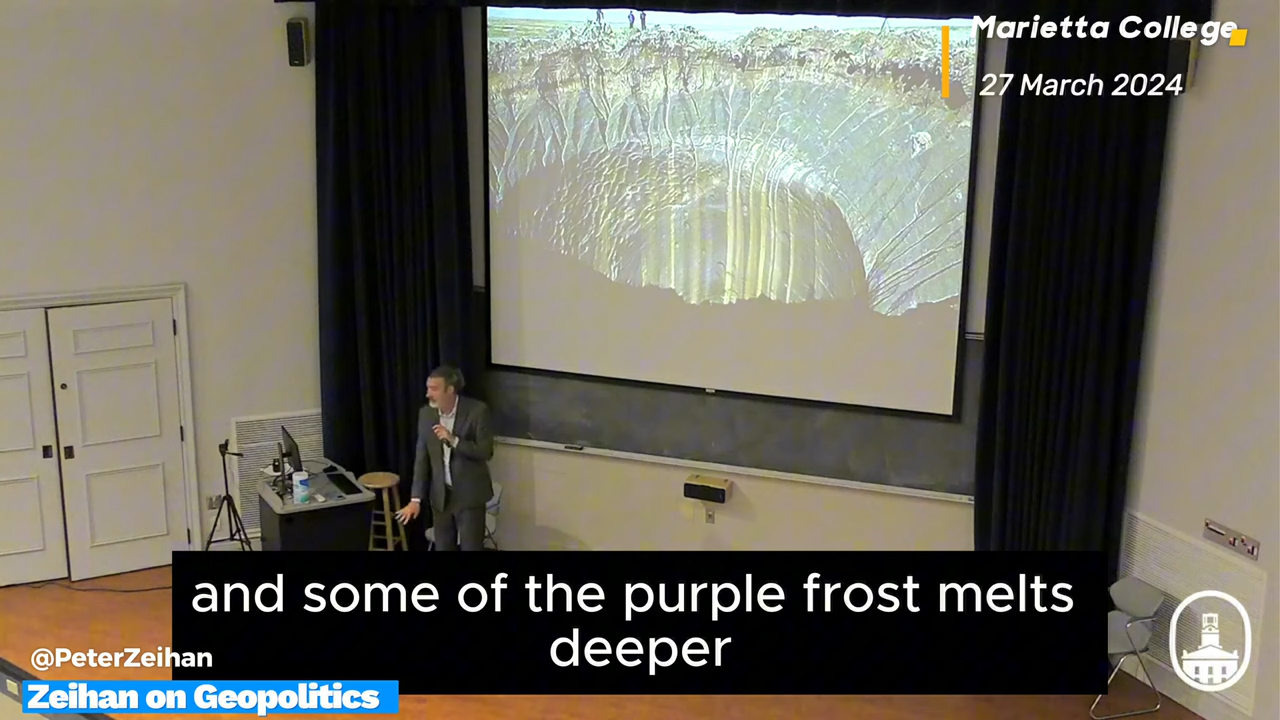 Marietta College
27 March 2024
and some of the purple frost melts
deeper
@PeterZeihan
Zeihan on Geopolitics